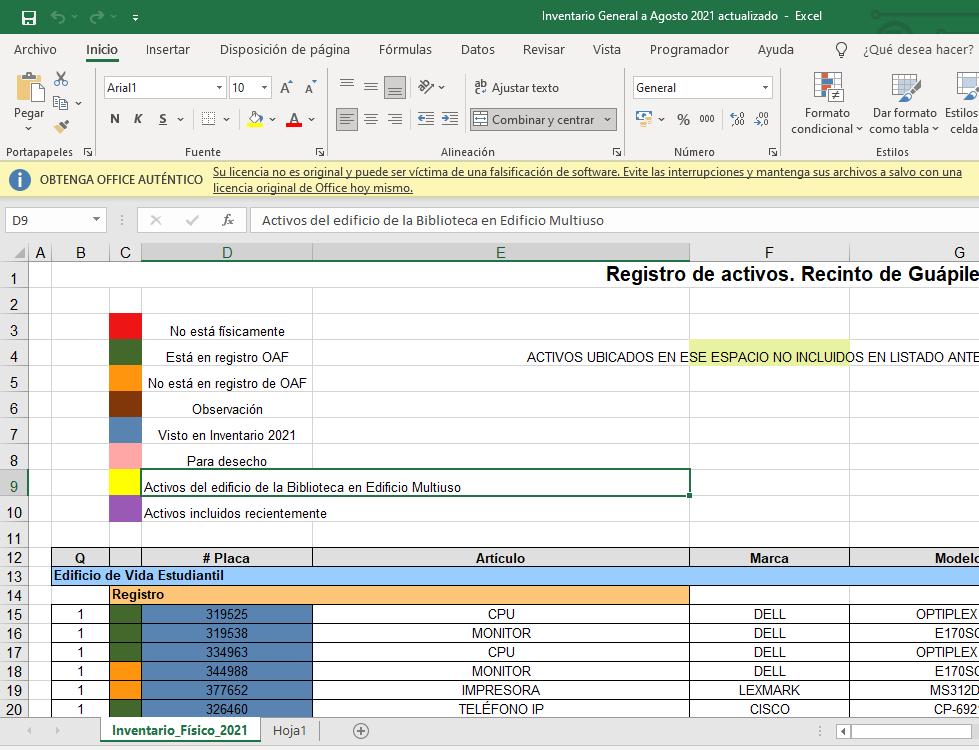 Inventario General a Agosto 2021 actualizado - Excel
Archivo Inicio Insertar Disposición de página Fórmulas Datos Revisar Vista Programador Ayuda ¿Qué desea hacer?
Pegar
Portapapeles
Arial1 10
N K S
Fuente
ab Ajustar texto
Combinar y centrar
Alineación
General
% 000
Número
Formato condicional
Dar formato como tabla
Estilos celda
Estilos
OBTENGA OFFICE AUTÉNTICO Su licencia no es original y puede ser víctima de una falsificación de software. Evite las interrupciones y mantenga sus archivos a salvo con una
licencia original de Office hoy mismo.
D9 fx Activos del edificio de la Biblioteca en Edificio Multiuso
A B C D E F G
1 Registro de activos. Recinto de Guápile
2
3 No está físicamente
4 Está en registro OAF ACTIVOS UBICADOS EN ESE ESPACIO NO INCLUIDOS EN LISTADO ANTE
5 No está en registro de OAF
6 Observación
7 Visto en Inventario 2021
8 Para desecho
9 Activos del edificio de la Biblioteca en Edificio Multiuso
10 Activos incluidos recientemente
11
12 Q # Placa Artículo Marca Modelo
13 Edificio de Vida Estudiantil
14 Registro
15 1 319525 CPU DELL OPTIPLEX
16 1 319538 MONITOR DELL E170SC
17 1 334963 CPU DELL OPTIPLEX
18 1 344988 MONITOR DELL E170SC
19 1 377652 IMPRESORA LEXMARK MS312D
20 1 326460 TELÉFONO IP CISCO CP-692
Inventario_Físico_2021 Hoja1